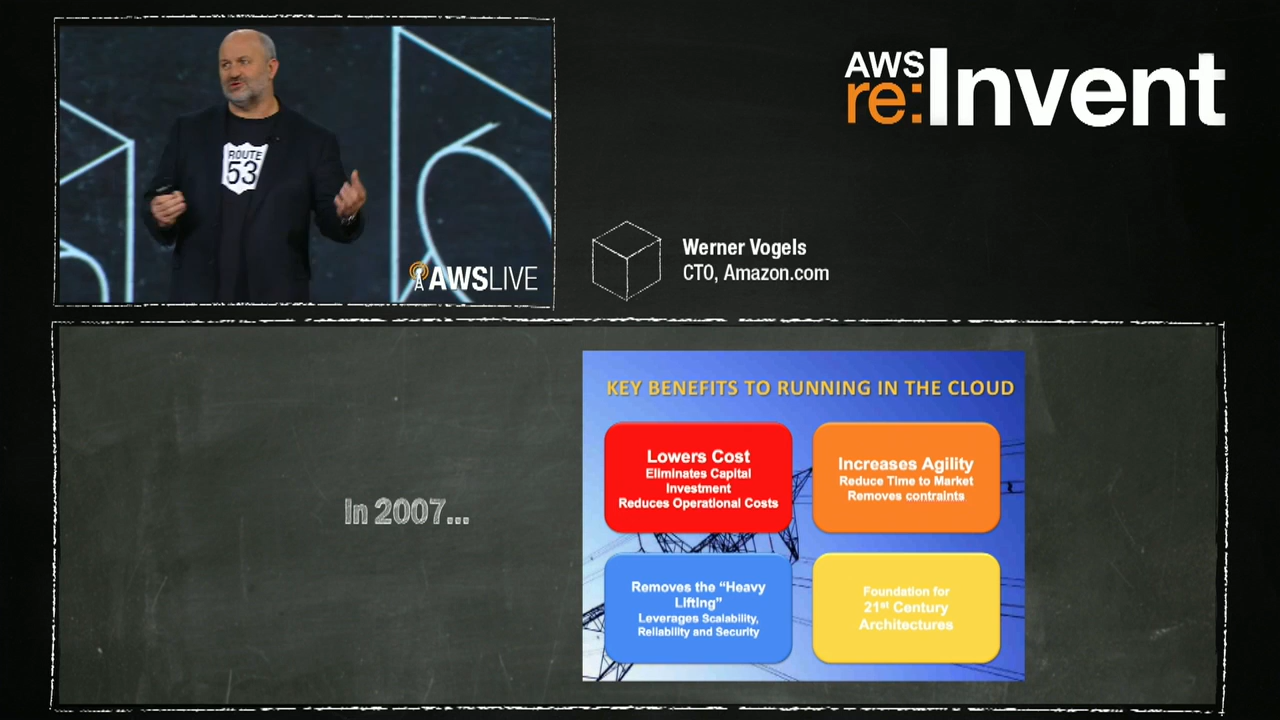 ROUTE
53
AWSLIVE
AWS
re:Invent
Werner Vogels
CTO, Amazon.com
In 2007...
KEY BENEFITS TO RUNNING IN THE CLOUD
Lowers Cost
Eliminates Capital
Investment
Reduces Operational Costs
Increases Agility
Reduce Time to Market
Removes contraints
Removes the “Heavy
Lifting”
Leverages Scalability,
Reliability and Security
Foundation for
21st Century
Architectures